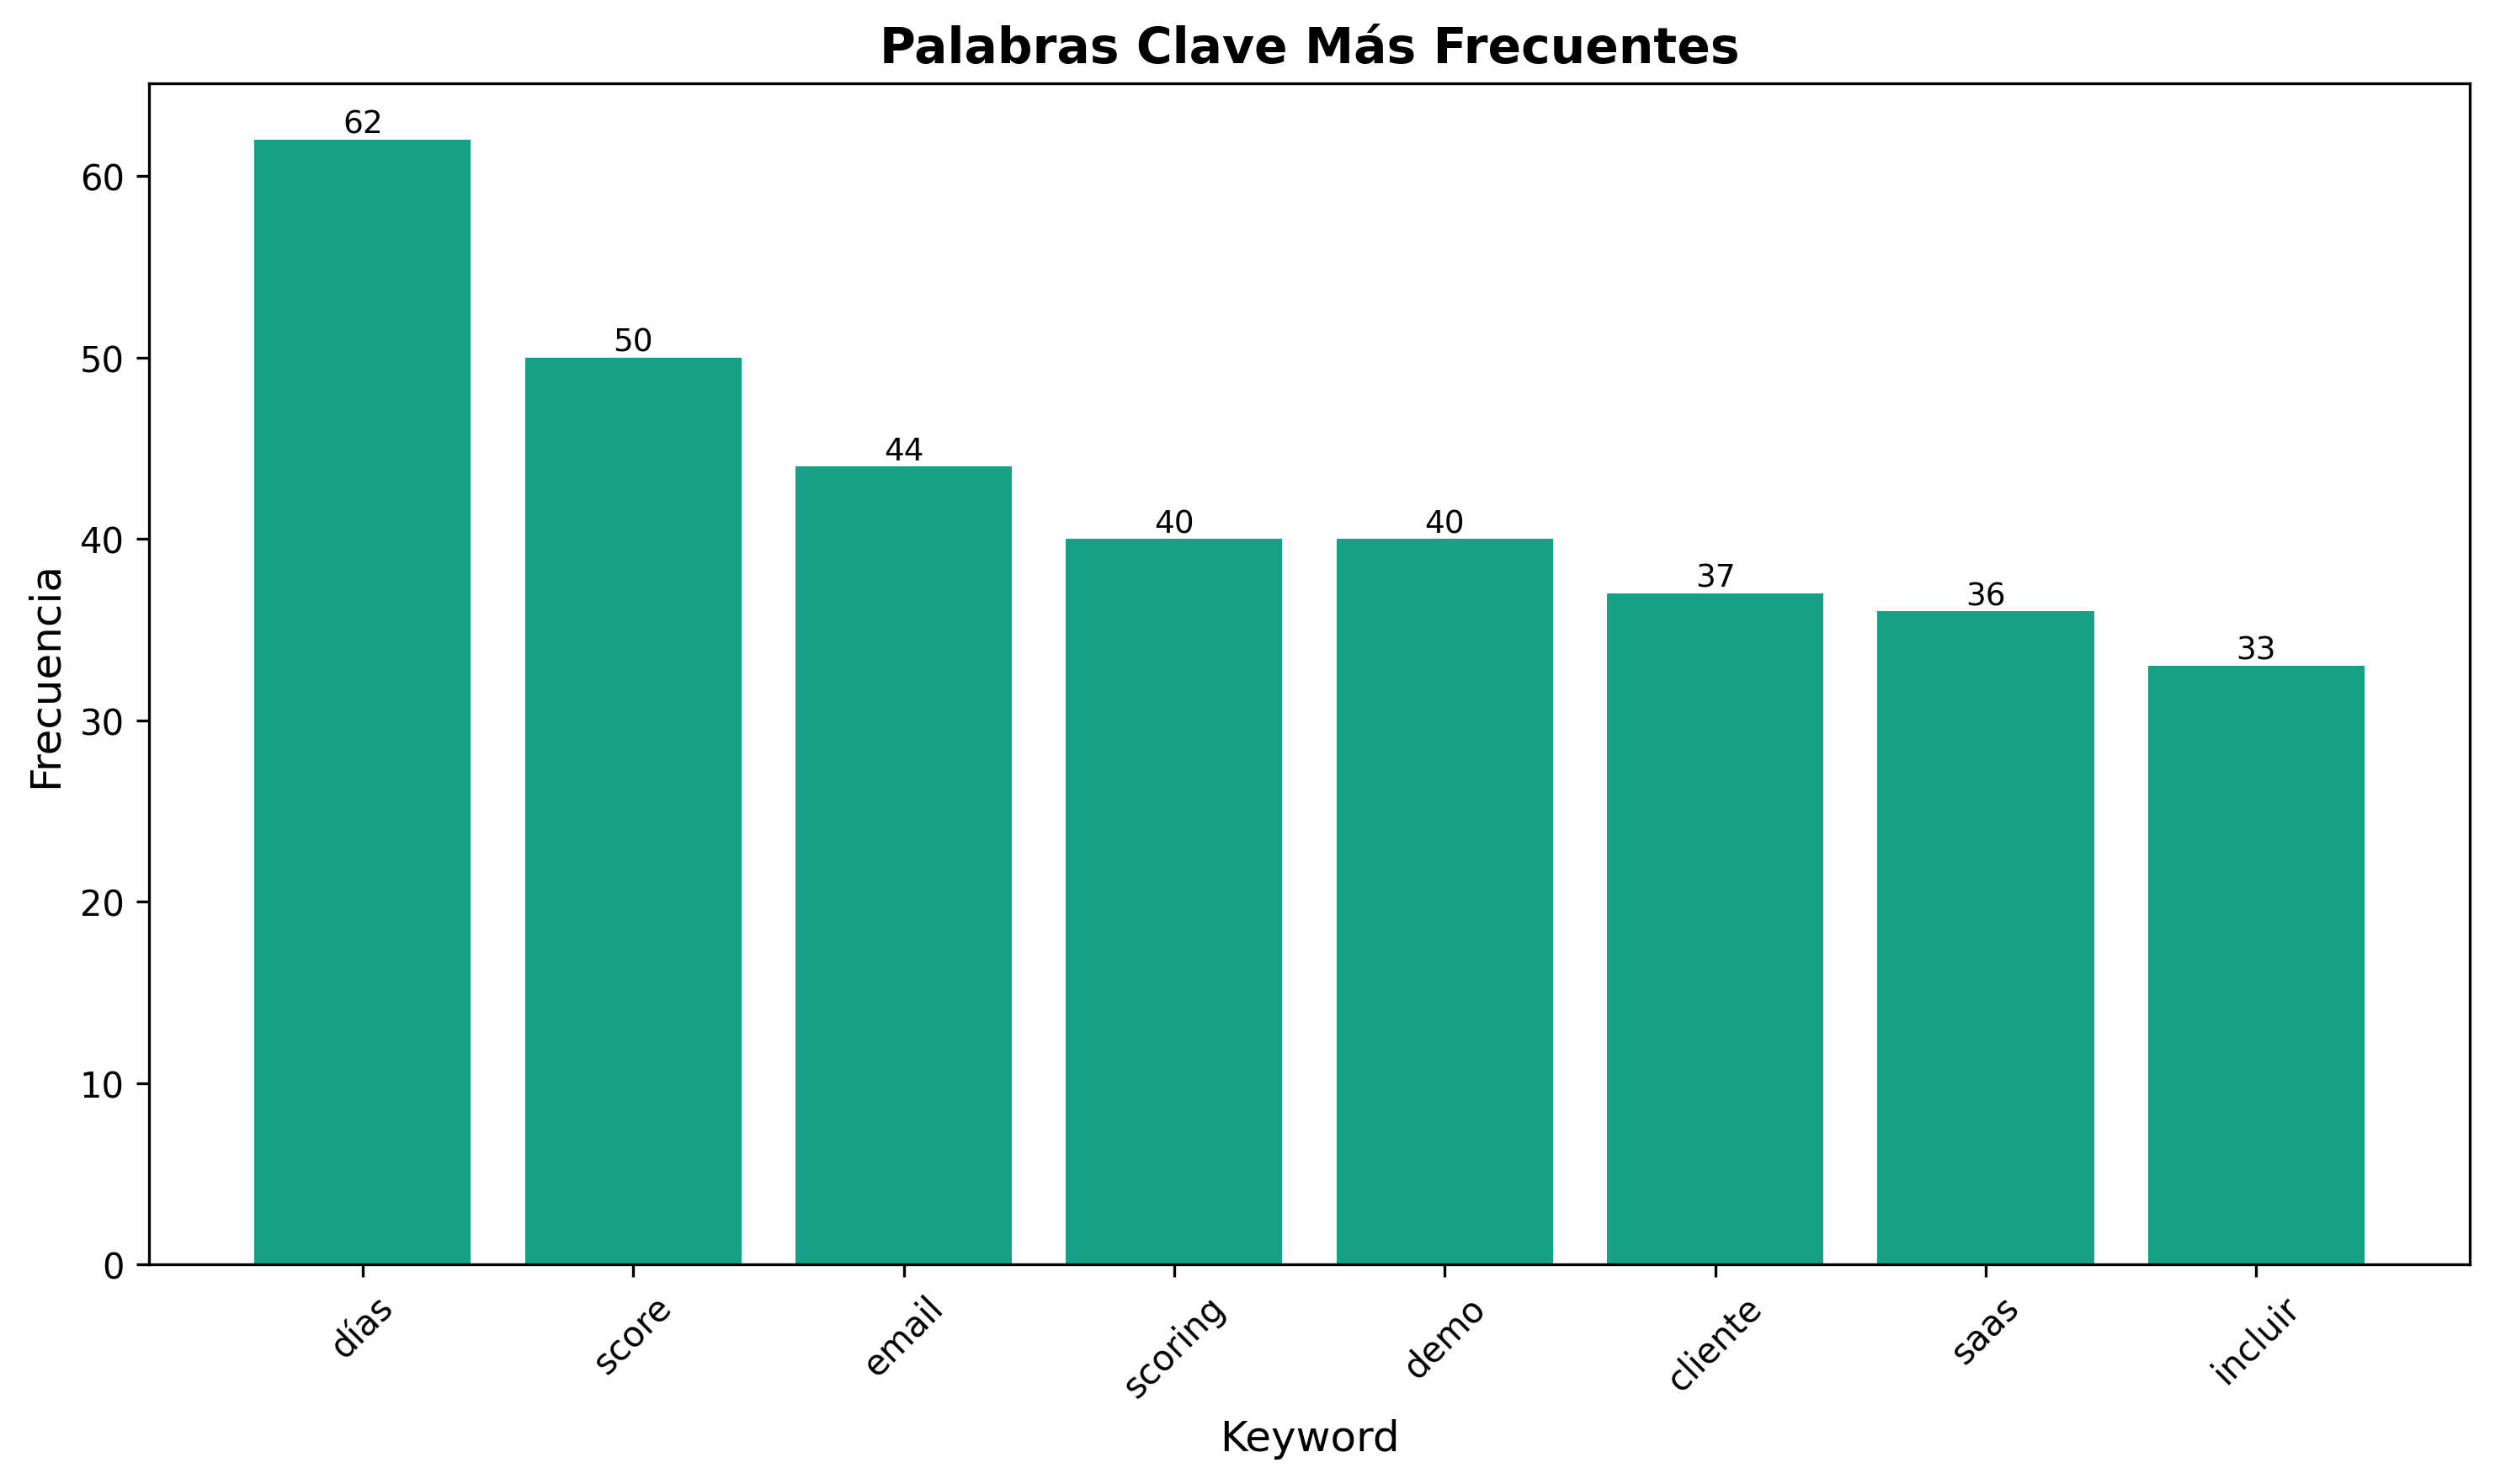 Palabras Clave Más Frecuentes
62
50
44
40
40
37
36
33
60
50
40
30
20
10
0
Frecuencia
días
score
email
scoring
demo
cliente
saas
incluir
Keyword